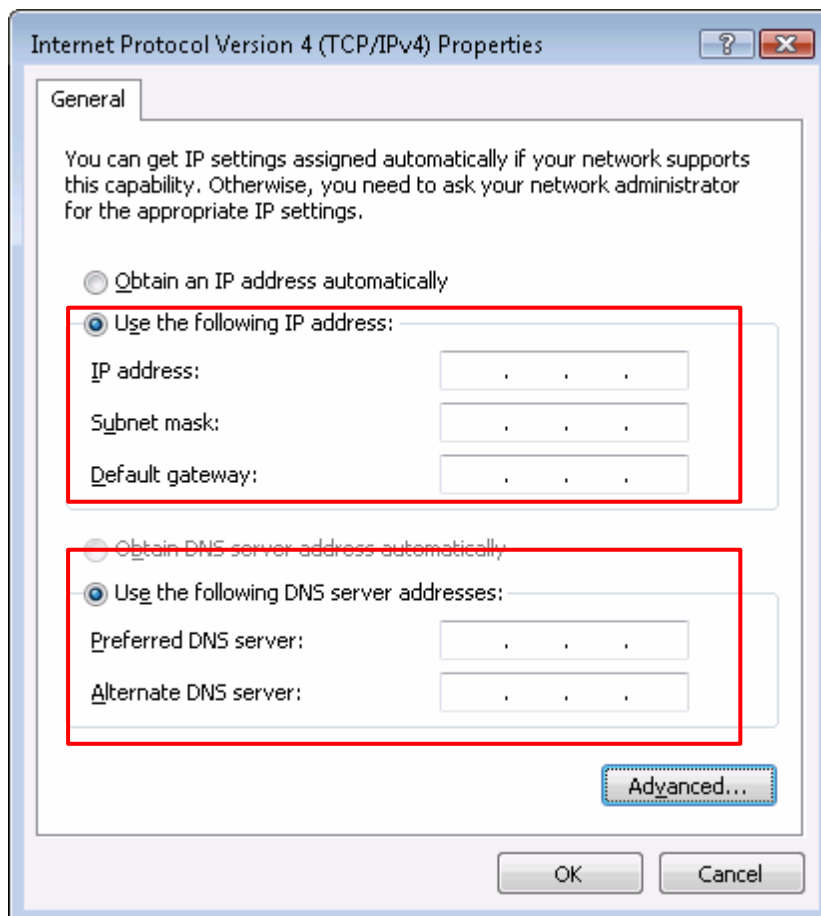 Internet Protocol Version 4 (TCP/IPv4) Properties
?
General
You can get IP settings assigned automatically if your network supports
this capability. Otherwise, you need to ask your network administrator
for the appropriate IP settings.
Obtain an IP address automatically
Use the following IP address:
IP address: . . .
Subnet mask: . . .
Default gateway: . . .
Obtain DNS server address automatically
Use the following DNS server addresses:
Preferred DNS server: . . .
Alternate DNS server: . . .
Advanced...
OK Cancel